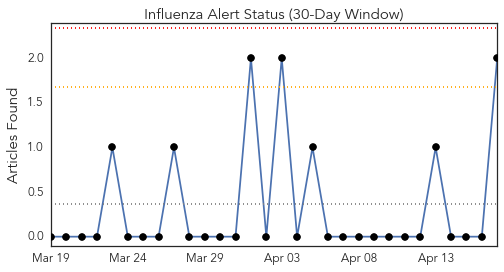 Influenza Alert Status (30-Day Window)
Articles Found
2.0
1.5
1.0
0.5
0.0
Mar 19 Mar 24 Mar 29 Apr 03 Apr 08 Apr 13